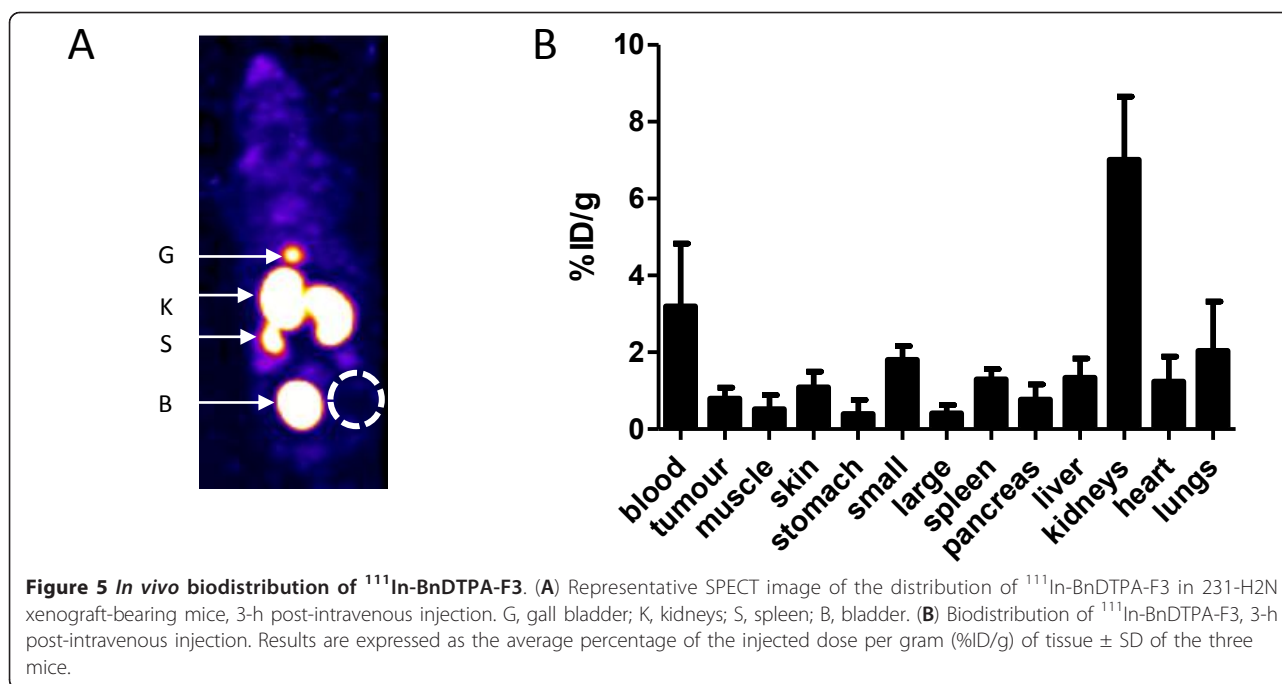 A
B
G
K
S
B
10
8
6
4
2
0
%ID/g
blood
tumour
muscle
skin
stomach
small
large
spleen
pancreas
liver
kidneys
heart
lungs
Figure 5 In vivo biodistribution of ¹¹¹In-BnDTPA-F3. (A) Representative SPECT image of the distribution of ¹¹¹In-BnDTPA-F3 in 231-H2N
xenograft-bearing mice, 3-h post-intravenous injection. G, gall bladder; K, kidneys; S, spleen; B, bladder. (B) Biodistribution of ¹¹¹In-BnDTPA-F3, 3-h
post-intravenous injection. Results are expressed as the average percentage of the injected dose per gram (%ID/g) of tissue ± SD of the three
mice.